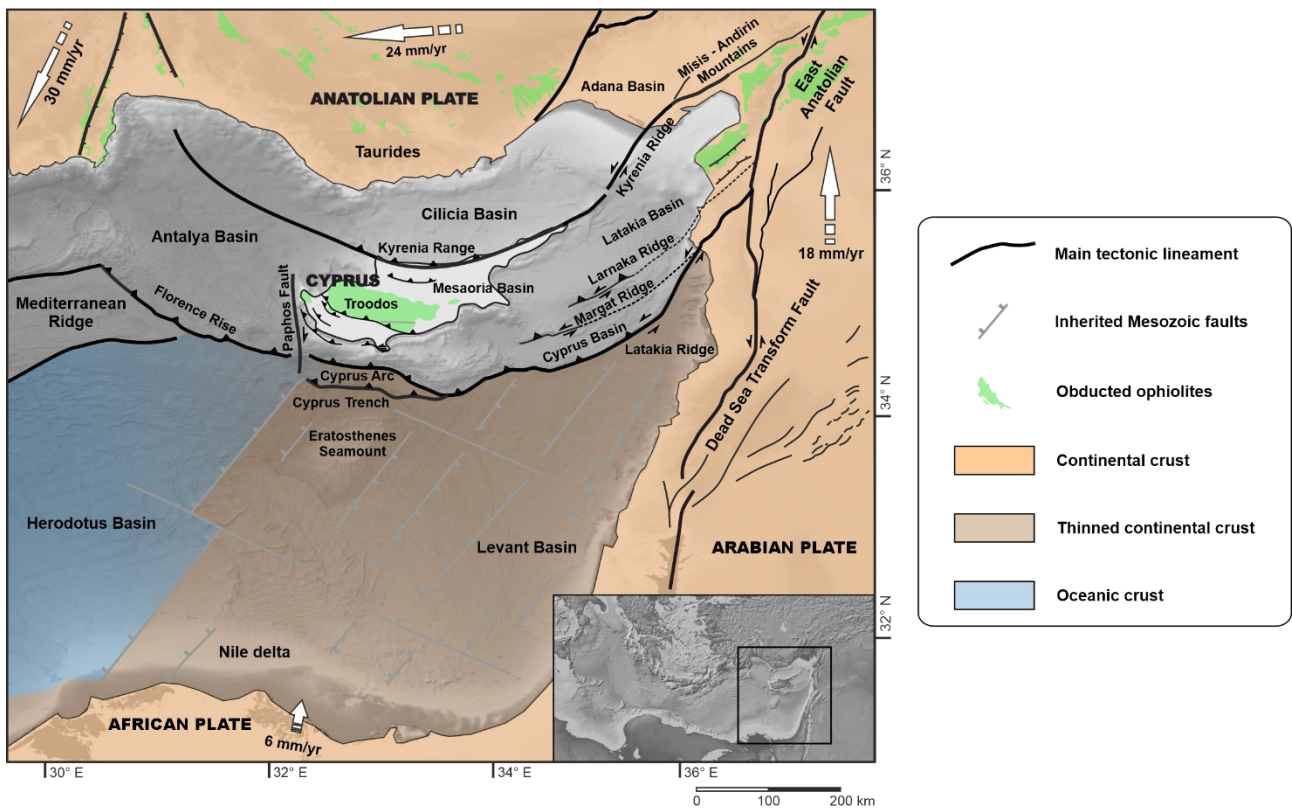 30 mm/yr
24 mm/yr
ANATOLIAN PLATE
Taurides
Adana Basin
Misis - Andirin
Mountains
East
Anatolian
Fault
Kyrenia Ridge
36° N
Cilicia Basin
Antalya Basin
Latakia Basin
18 mm/yr
Kyrenia Range
Larnaka Ridge
CYPRUS
Mesaoria Basin
Troodos
Margat Ridge
Mediterranean
Ridge
Florence Rise
Paphos Fault
Cyprus Basin
Latakia Ridge
Cyprus Arc
Cyprus Trench
34° N
Dead Sea Transform Fault
Eratosthenes
Seamount
Herodotus Basin
Levant Basin
ARABIAN PLATE
32° N
Nile delta
AFRICAN PLATE
6 mm/yr
30° E
32° E
34° E
36° E
0
100
200 km
Main tectonic lineament
Inherited Mesozoic faults
Obducted ophiolites
Continental crust
Thinned continental crust
Oceanic crust